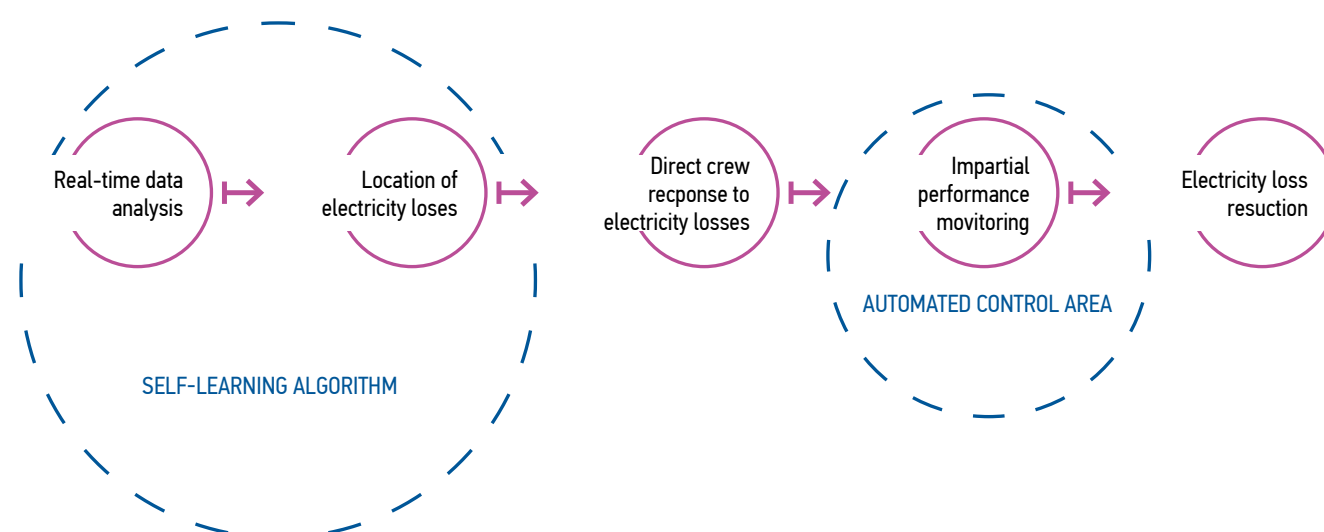 Real-time data
analysis
Location of
electricity loses
Direct crew
response to
electricity losses
Impartial
performance
movitoring
Electricity loss
resuction
AUTOMATED CONTROL AREA
SELF-LEARNING ALGORITHM